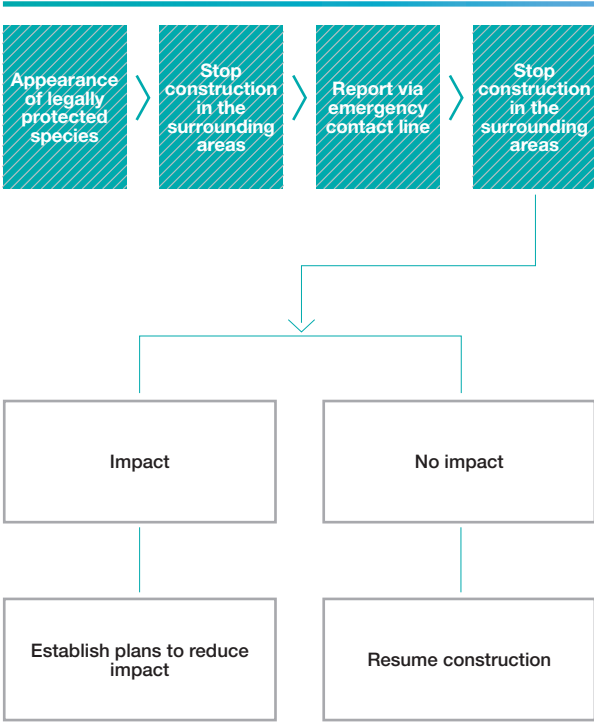 Appearance
of legally
protected
species
Stop
construction
in the
surrounding
areas
Report via
emergency
contact line
Stop
construction
in the
surrounding
areas
Impact
No impact
Establish plans to reduce
impact
Resume construction